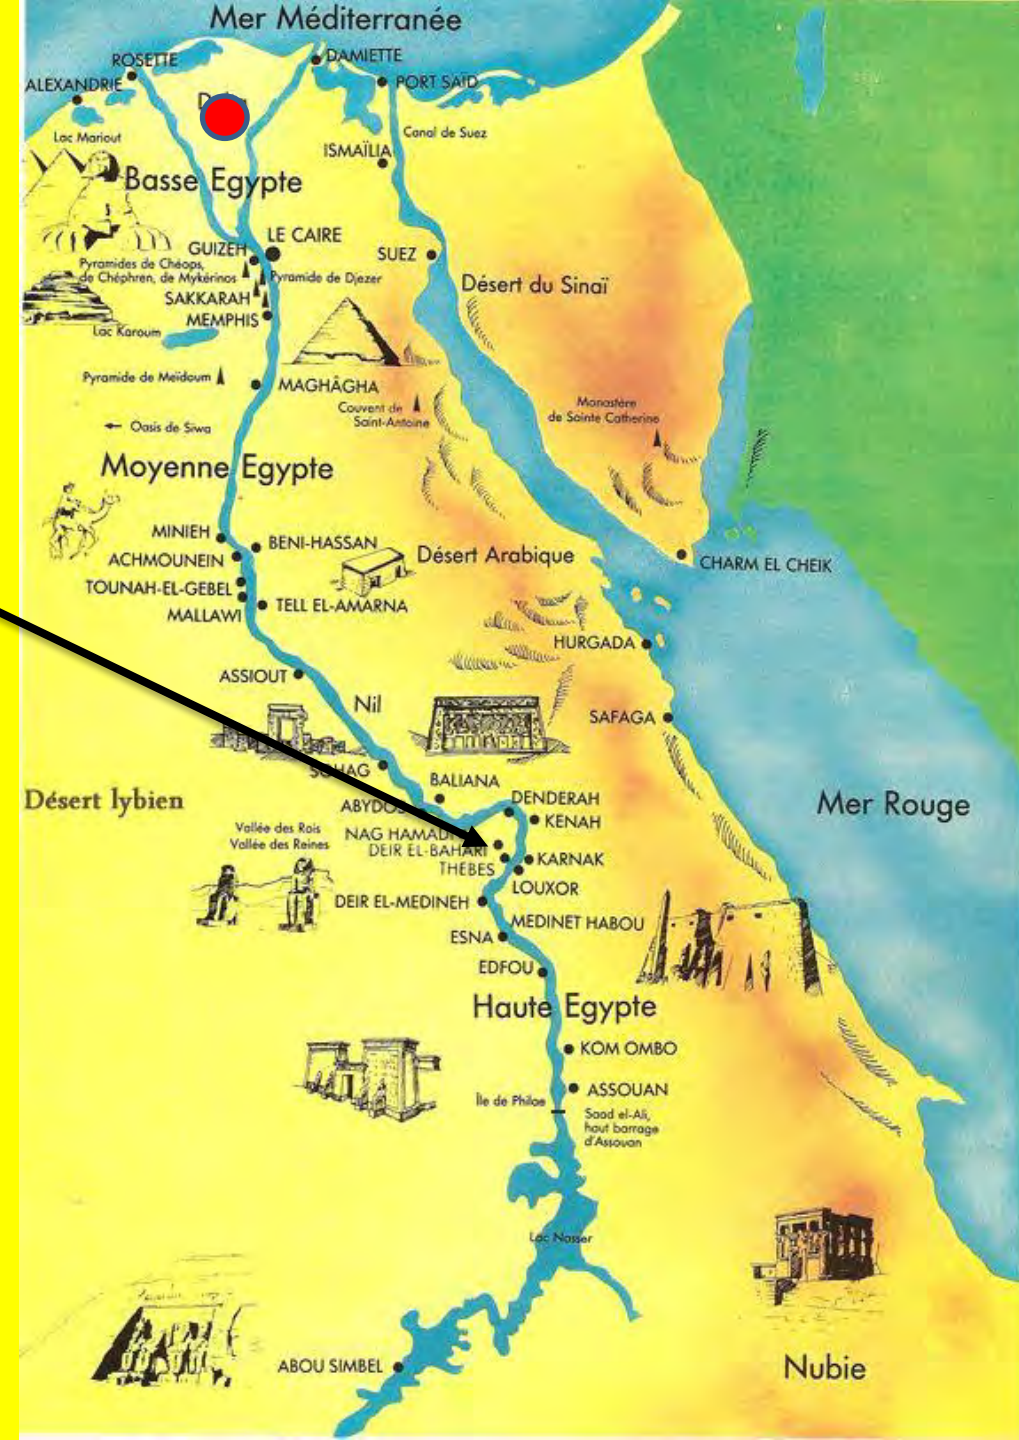 Mer Méditerranée
ROSETTE
DAMIETTE
ALEXANDRIE
PORT SAÏD
Lac Mariout
Canal de Suez
ISMAÏLIA
Basse Egypte
LE CAIRE
GUIZEH
SUEZ
Pyramides de Chéops,
de Chéphren, de Mykérinos
Pyramide de Djezer
Désert du Sinaï
SAKKARAH
MEMPHIS
Lac Karoum
Pyramide de Meïdoum
MAGHÂGHA
Couvent de
Saint-Antoine
Monastère
de Sainte Catherine
← Oasis de Siwa
Moyenne Egypte
MINIEH
BENI-HASSAN
ACHMOUNEIN
Désert Arabique
CHARM EL CHEIK
TOUNAH-EL-GEBEL
TELL EL-AMARNA
MALLAWI
HURGADA
ASSIOUT
Nil
SAFAGA
SOHAG
BALIANA
Désert lybien
ABYDOS
DENDERAH
Mer Rouge
KENAH
Vallée des Rois
Vallée des Reines
NAG HAMADI
DEIR EL-BAHARI
KARNAK
THEBES
LOUXOR
DEIR EL-MEDINEH
MEDINET HABOU
ESNA
EDFOU
Haute Egypte
KOM OMBO
ASSOUAN
Île de Philae
Saad el-Ali,
haut barrage
d'Assouan
Lac Nasser
ABOU SIMBEL
Nubie